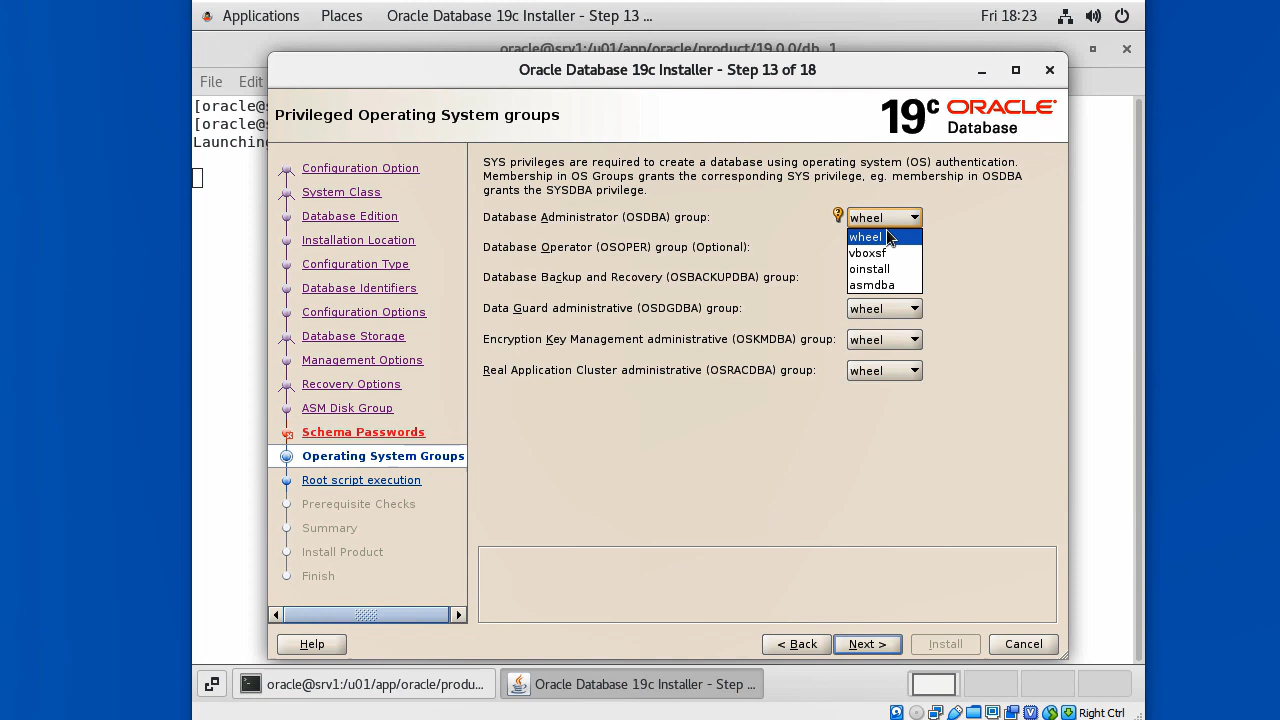 Applications Places Oracle Database 19c Installer - Step 13 ... Fri 18:23
oracle@srv1:/u01/app/oracle/product/19.0.0/db_1
File Edit
[oracle@s
[oracle@s
Launching
Oracle Database 19c Installer - Step 13 of 18
Privileged Operating System groups
19c ORACLE
Database
Configuration Option
System Class
Database Edition
Installation Location
Configuration Type
Database Identifiers
Configuration Options
Database Storage
Management Options
Recovery Options
ASM Disk Group
Schema Passwords
Operating System Groups
Root script execution
Prerequisite Checks
Summary
Install Product
Finish
SYS privileges are required to create a database using operating system (OS) authentication.
Membership in OS Groups grants the corresponding SYS privilege, eg. membership in OSDBA
grants the SYSDBA privilege.
Database Administrator (OSDBA) group: wheel
wheel
vboxsf
oinstall
asmdba
Database Operator (OSOPER) group (Optional):
Database Backup and Recovery (OSBACKUPDBA) group:
Data Guard administrative (OSDGDBA) group: wheel
Encryption Key Management administrative (OSKMDBA) group: wheel
Real Application Cluster administrative (OSRACDBA) group: wheel
Help < Back Next > Install Cancel
oracle@srv1:/u01/app/oracle/produ... Oracle Database 19c Installer - Step ...
Right Ctrl